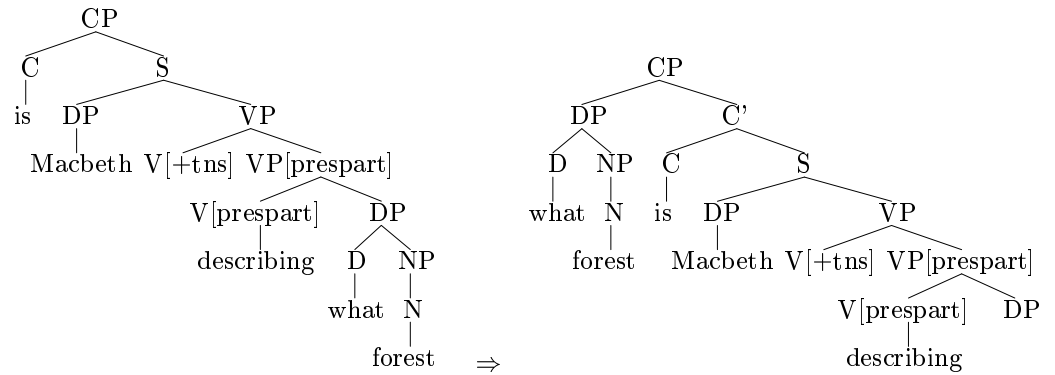 CP
C S
is DP VP
Macbeth V[+tns] VP[prespart]
V[prespart] DP
describing D NP
what N
forest
⇒
CP
DP C'
D NP C S
what N is DP VP
forest Macbeth V[+tns] VP[prespart]
V[prespart] DP
describing